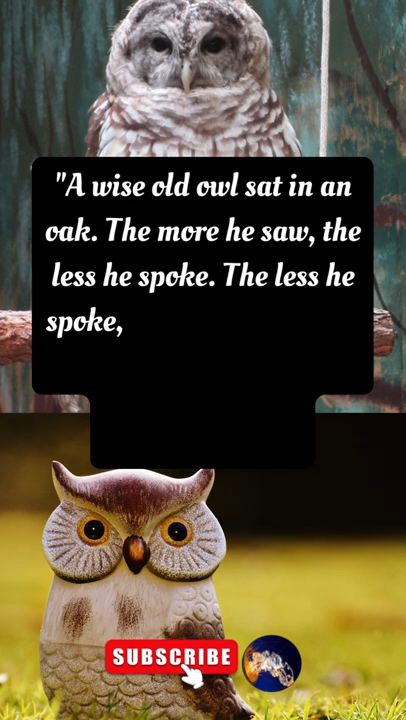 "A wise old owl sat in an
oak. The more he saw, the
less he spoke. The less he
spoke,
SUBSCRIBE